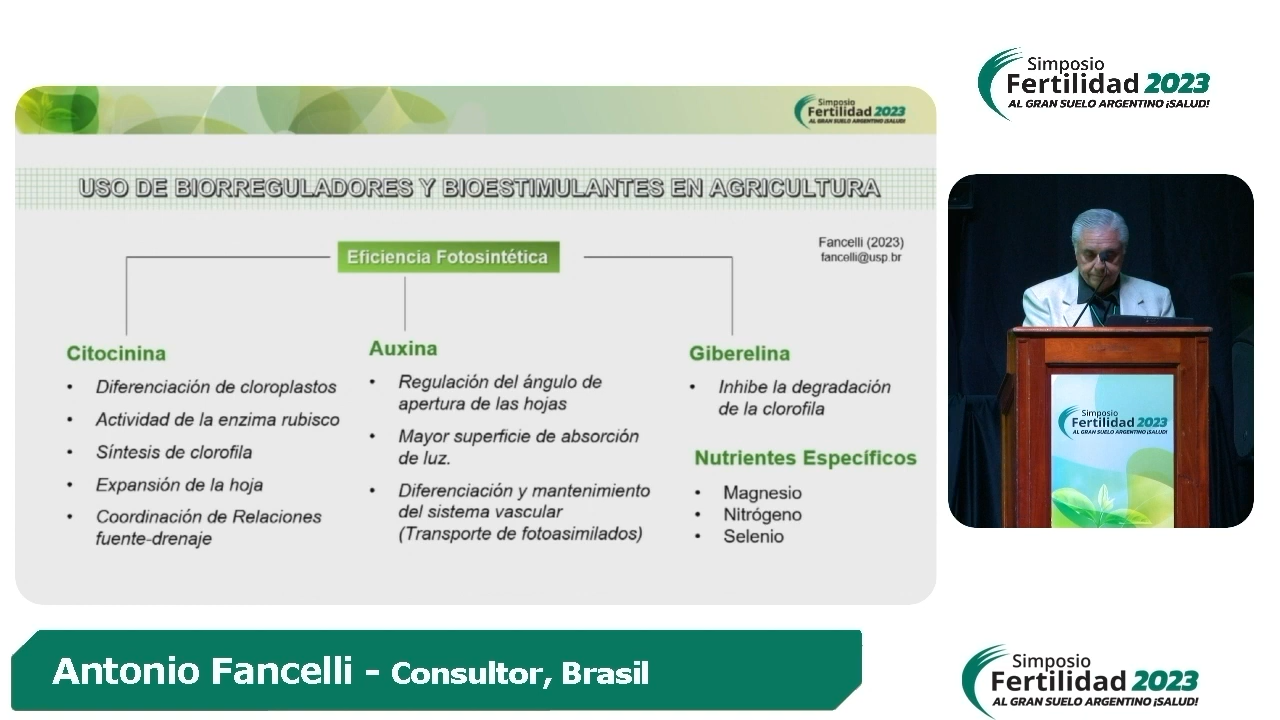 Simposio
Fertilidad 2023
AL GRAN SUELO ARGENTINO ¡SALUD!
Simposio
Fertilidad 2023
AL GRAN SUELO ARGENTINO ¡SALUD!
USO DE BIORREGULADORES Y BIOESTIMULANTES EN AGRICULTURA
Eficiencia Fotosintética
Fancelli (2023)
fancelli@usp.br
Citocinina
• Diferenciación de cloroplastos
• Actividad de la enzima rubisco
• Síntesis de clorofila
• Expansión de la hoja
• Coordinación de Relaciones
fuente-drenaje
Auxina
• Regulación del ángulo de
apertura de las hojas
• Mayor superficie de absorción
de luz.
• Diferenciación y mantenimiento
del sistema vascular
(Transporte de fotoasimilados)
Giberelina
• Inhibe la degradación
de la clorofila
Nutrientes Específicos
• Magnesio
• Nitrógeno
• Selenio
Simposio
Fertilidad 2023
AL GRAN SUELO ARGENTINO ¡SALUD!
Antonio Fancelli - Consultor, Brasil
Simposio
Fertilidad 2023
AL GRAN SUELO ARGENTINO ¡SALUD!